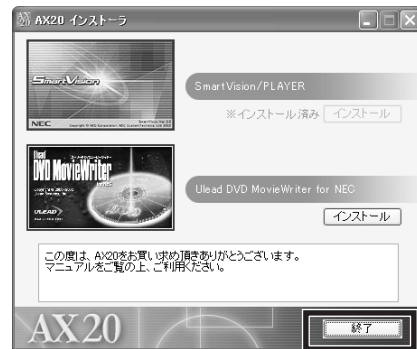 AX20 インストーラ
SmartVision
NEC
SmartVision/PLAYER
※インストール済み インストール
Ulead
DVD MovieWriter
for NEC
ULEAD
Ulead DVD MovieWriter for NEC
インストール
この度は、AX20をお買い求め頂きありがとうございます。
マニュアルをご覧の上、ご利用ください。
AX20
終了